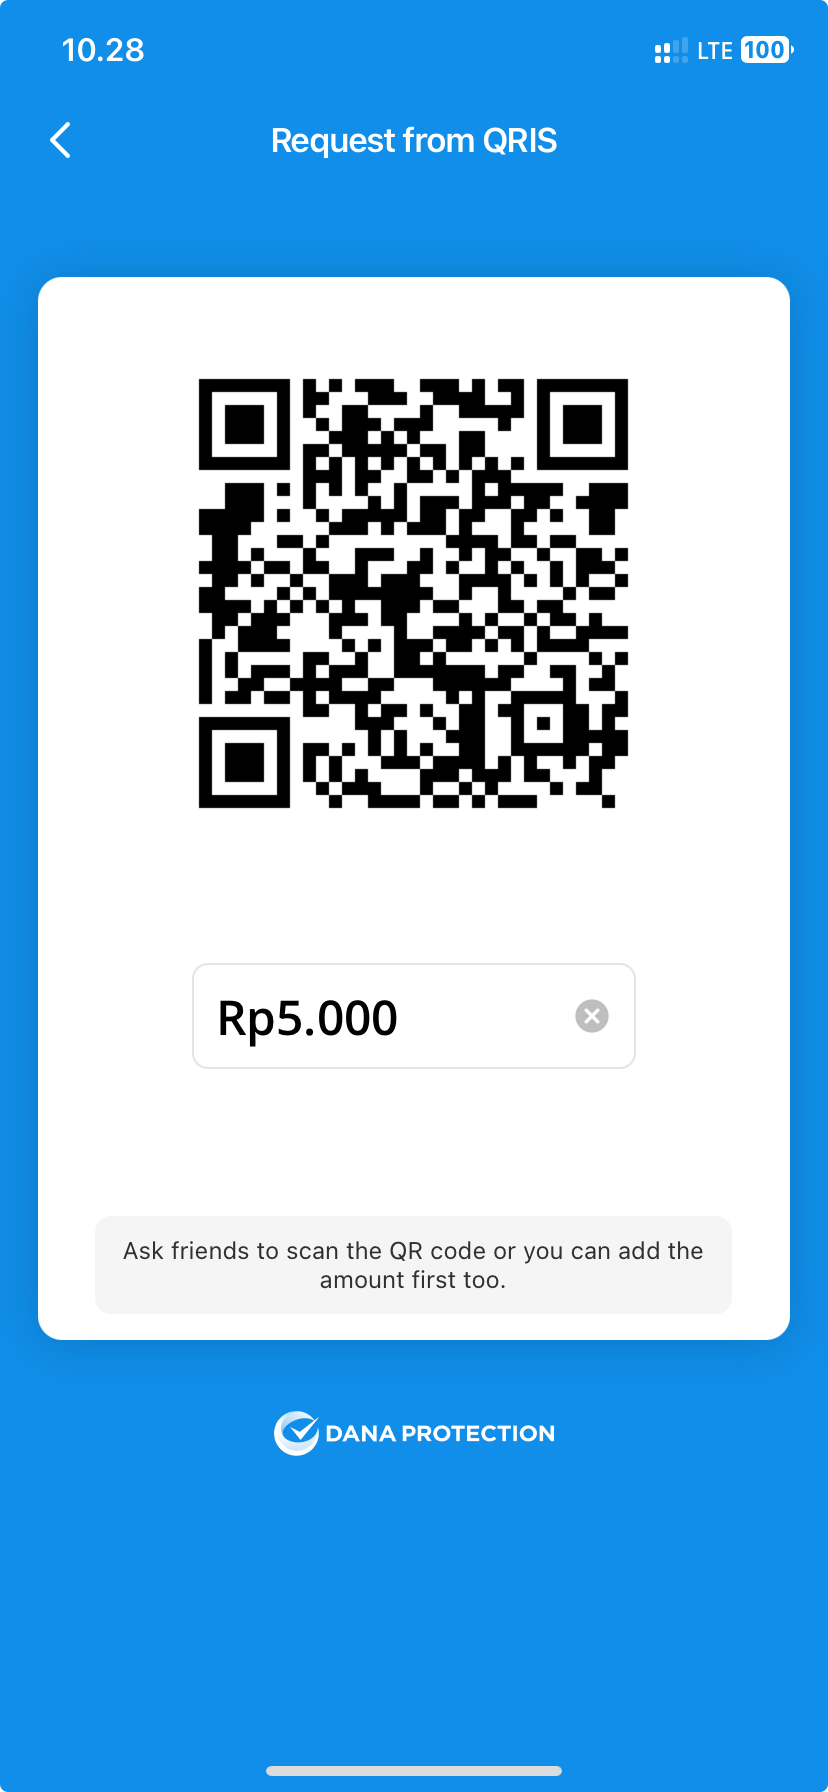 10.28
LTE 100
Request from QRIS
Rp5.000
Ask friends to scan the QR code or you can add the
amount first too.
DANA PROTECTION